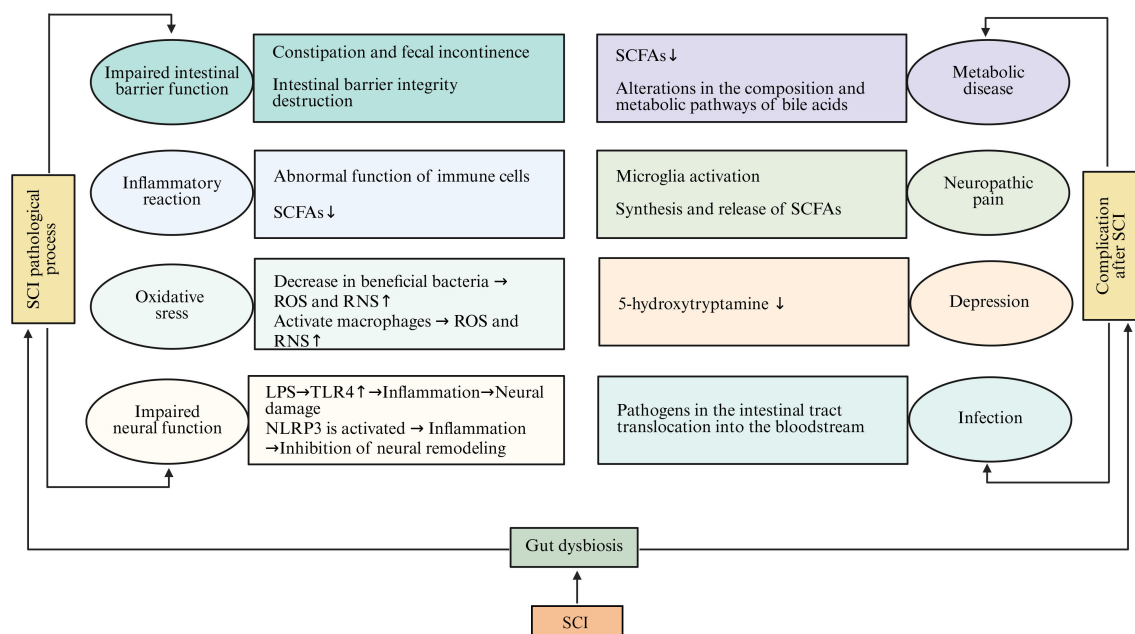 Impaired intestinal
barrier function
Constipation and fecal incontinence
Intestinal barrier integrity
destruction
SCFAs↓
Alterations in the composition and
metabolic pathways of bile acids
Metabolic
disease
SCI pathological
process
Inflammatory
reaction
Abnormal function of immune cells
SCFAs↓
Microglia activation
Synthesis and release of SCFAs
Neuropathic
pain
Complication
after SCI
Oxidative
sress
Decrease in beneficial bacteria →
ROS and RNS↑
Activate macrophages → ROS and
RNS↑
5-hydroxytryptamine ↓
Depression
Impaired
neural function
LPS→TLR4↑→Inflammation→Neural
damage
NLRP3 is activated → Inflammation
→Inhibition of neural remodeling
Pathogens in the intestinal tract
translocation into the bloodstream
Infection
Gut dysbiosis
SCI